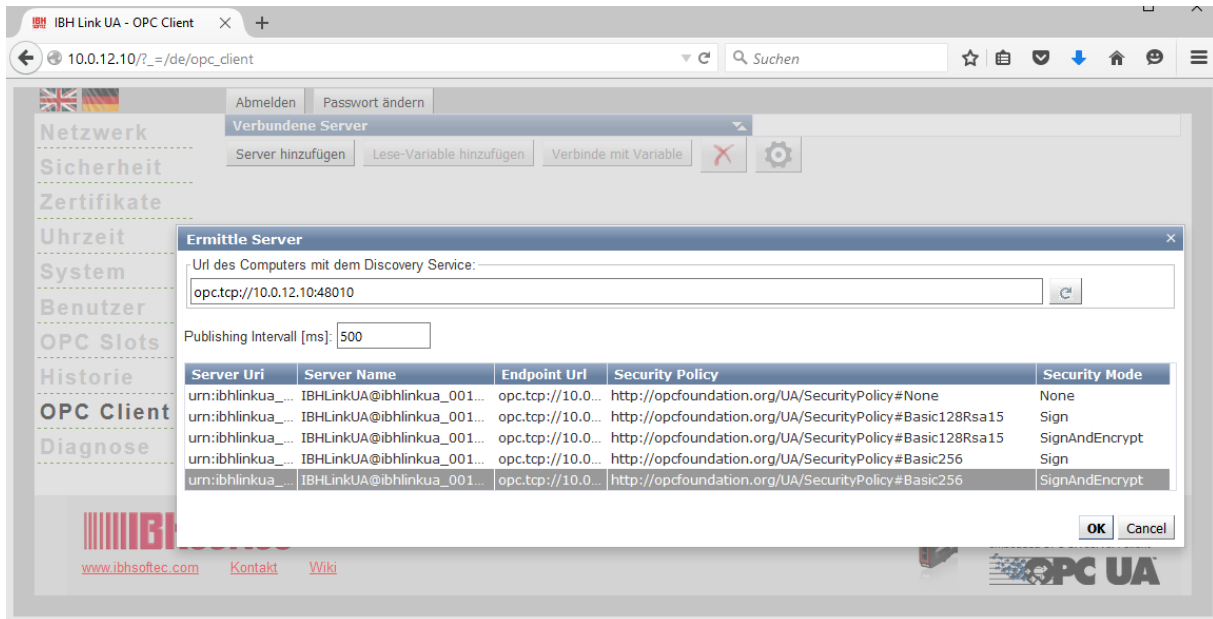 IBH Link UA - OPC Client
10.0.12.10/?_=/de/opc_client
Suchen
Abmelden Passwort ändern
Netzwerk
Sicherheit
Zertifikate
Uhrzeit
System
Benutzer
OPC Slots
Historie
OPC Client
Diagnose
Verbundene Server
Server hinzufügen Lese-Variable hinzufügen Verbinde mit Variable
Ermittle Server
Url des Computers mit dem Discovery Service:
opc.tcp://10.0.12.10:48010
Publishing Intervall [ms]: 500
Server Uri Server Name Endpoint Url Security Policy Security Mode
urn:ibhlinkua_... IBHLinkUA@ibhlinkua_001... opc.tcp://10.0... http://opcfoundation.org/UA/SecurityPolicy#None None
urn:ibhlinkua_... IBHLinkUA@ibhlinkua_001... opc.tcp://10.0... http://opcfoundation.org/UA/SecurityPolicy#Basic128Rsa15 Sign
urn:ibhlinkua_... IBHLinkUA@ibhlinkua_001... opc.tcp://10.0... http://opcfoundation.org/UA/SecurityPolicy#Basic128Rsa15 SignAndEncrypt
urn:ibhlinkua_... IBHLinkUA@ibhlinkua_001... opc.tcp://10.0... http://opcfoundation.org/UA/SecurityPolicy#Basic256 Sign
urn:ibhlinkua_... IBHLinkUA@ibhlinkua_001... opc.tcp://10.0... http://opcfoundation.org/UA/SecurityPolicy#Basic256 SignAndEncrypt
OK Cancel
www.ibhsoftec.com Kontakt Wiki
OPC UA